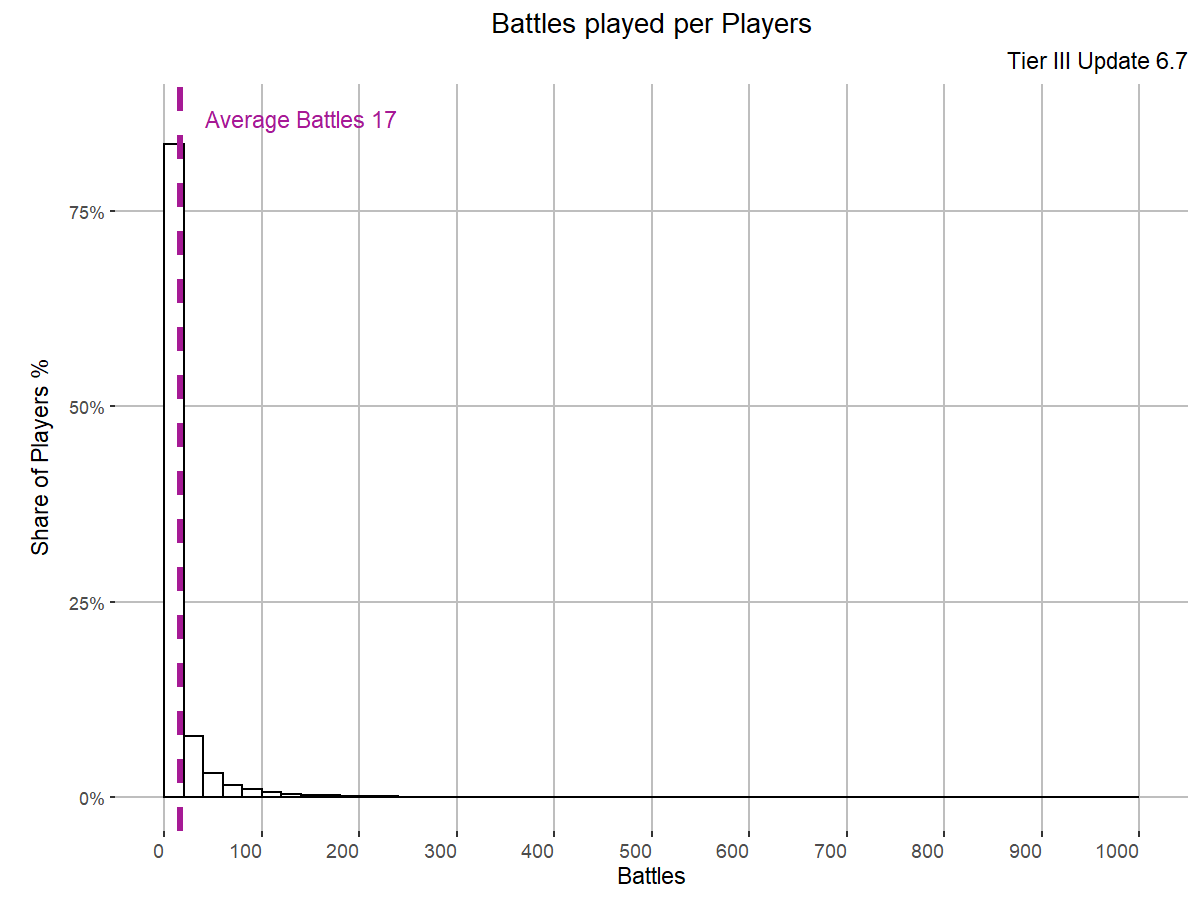 Battles played per Players
Tier III Update 6.7
Average Battles 17
75%
50%
25%
0%
Share of Players %
0 100 200 300 400 500 600 700 800 900 1000
Battles